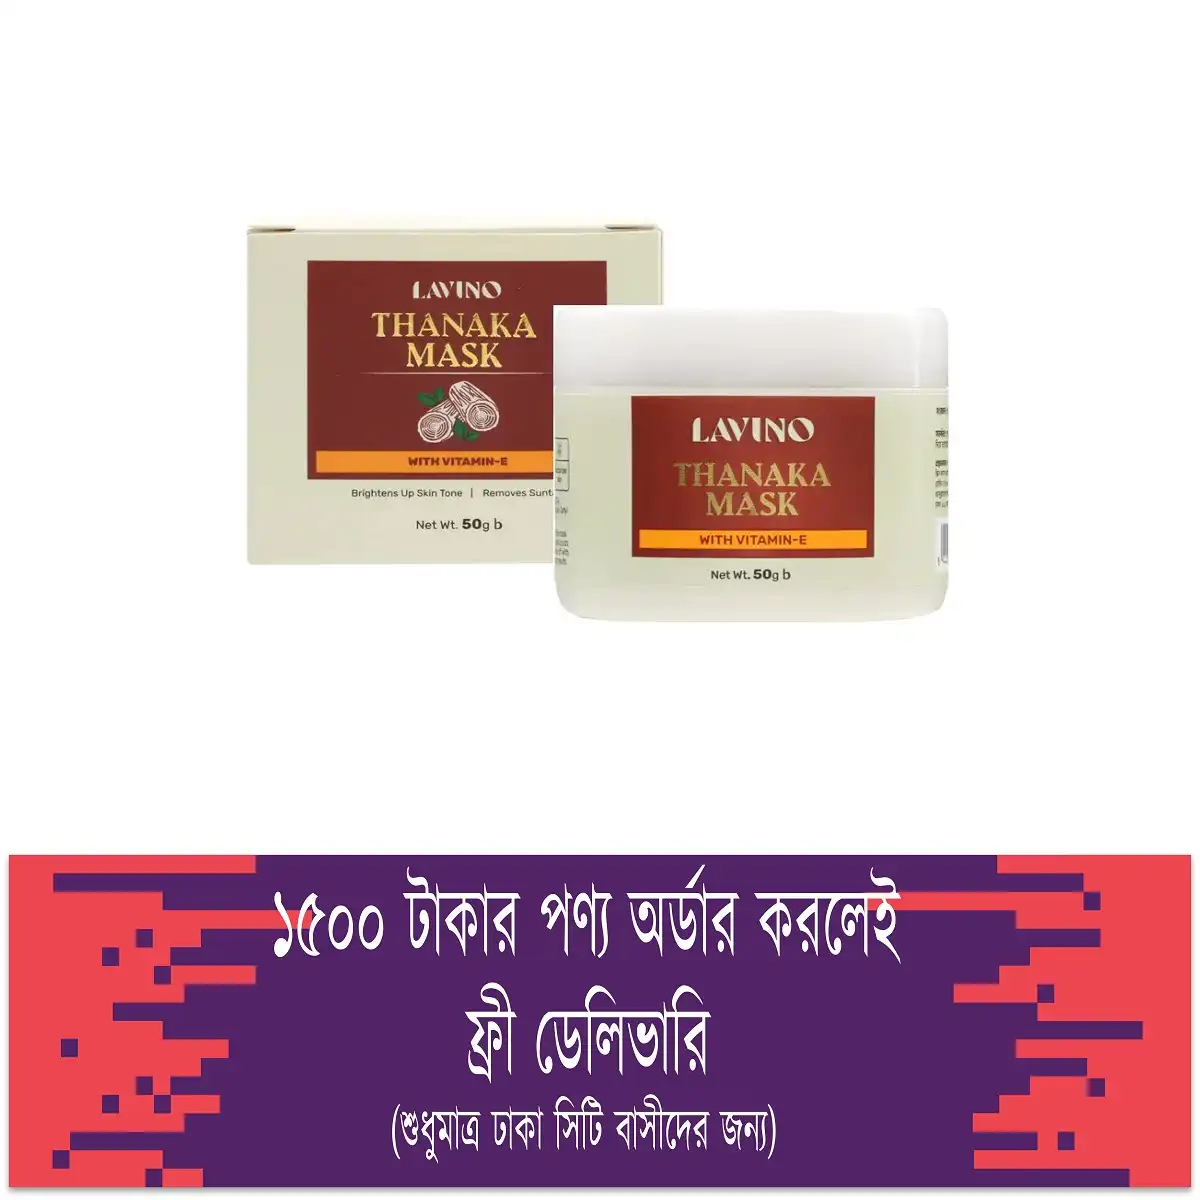 LAVINO
THANAKA
MASK
WITH VITAMIN-E
Brightens Up Skin Tone | Removes Sunt
Net Wt. 50g b
LAVINO
THANAKA
MASK
WITH VITAMIN-E
Net Wt. 50g b
১৫০০ টাকার পণ্য অর্ডার করলেই
ফ্রী ডেলিভারি
(শুধুমাত্র ঢাকা সিটি বাসীদের জন্য)